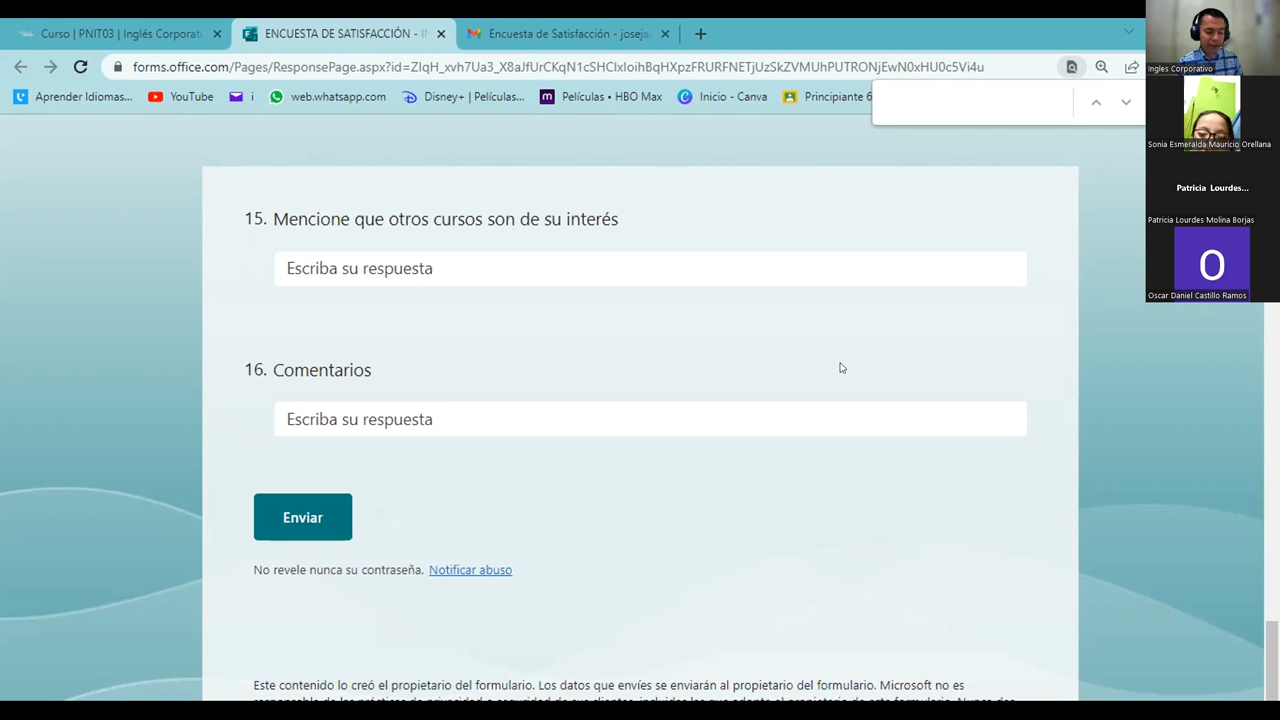 Curso | PNIT03 | Inglés Corporat
ENCUESTA DE SATISFACCIÓN - I
Encuesta de Satisfacción - joseja
forms.office.com/Pages/ResponsePage.aspx?id=
Aprender Idiomas...
YouTube
i
web.whatsapp.com
Disney+ | Películas...
Películas • HBO Max
Inicio - Canva
Principiante 6
Ingles Corporativo
Sonia Esmeralda Mauricio Orellana
Patricia Lourdes...
Patricia Lourdes Molina Borjas
O
Oscar Daniel Castillo Ramos
15. Mencione que otros cursos son de su interés
Escriba su respuesta
16. Comentarios
Escriba su respuesta
Enviar
No revele nunca su contraseña. Notificar abuso
Este contenido lo creó el propietario del formulario. Los datos que envíes se enviarán al propietario del formulario. Microsoft no es